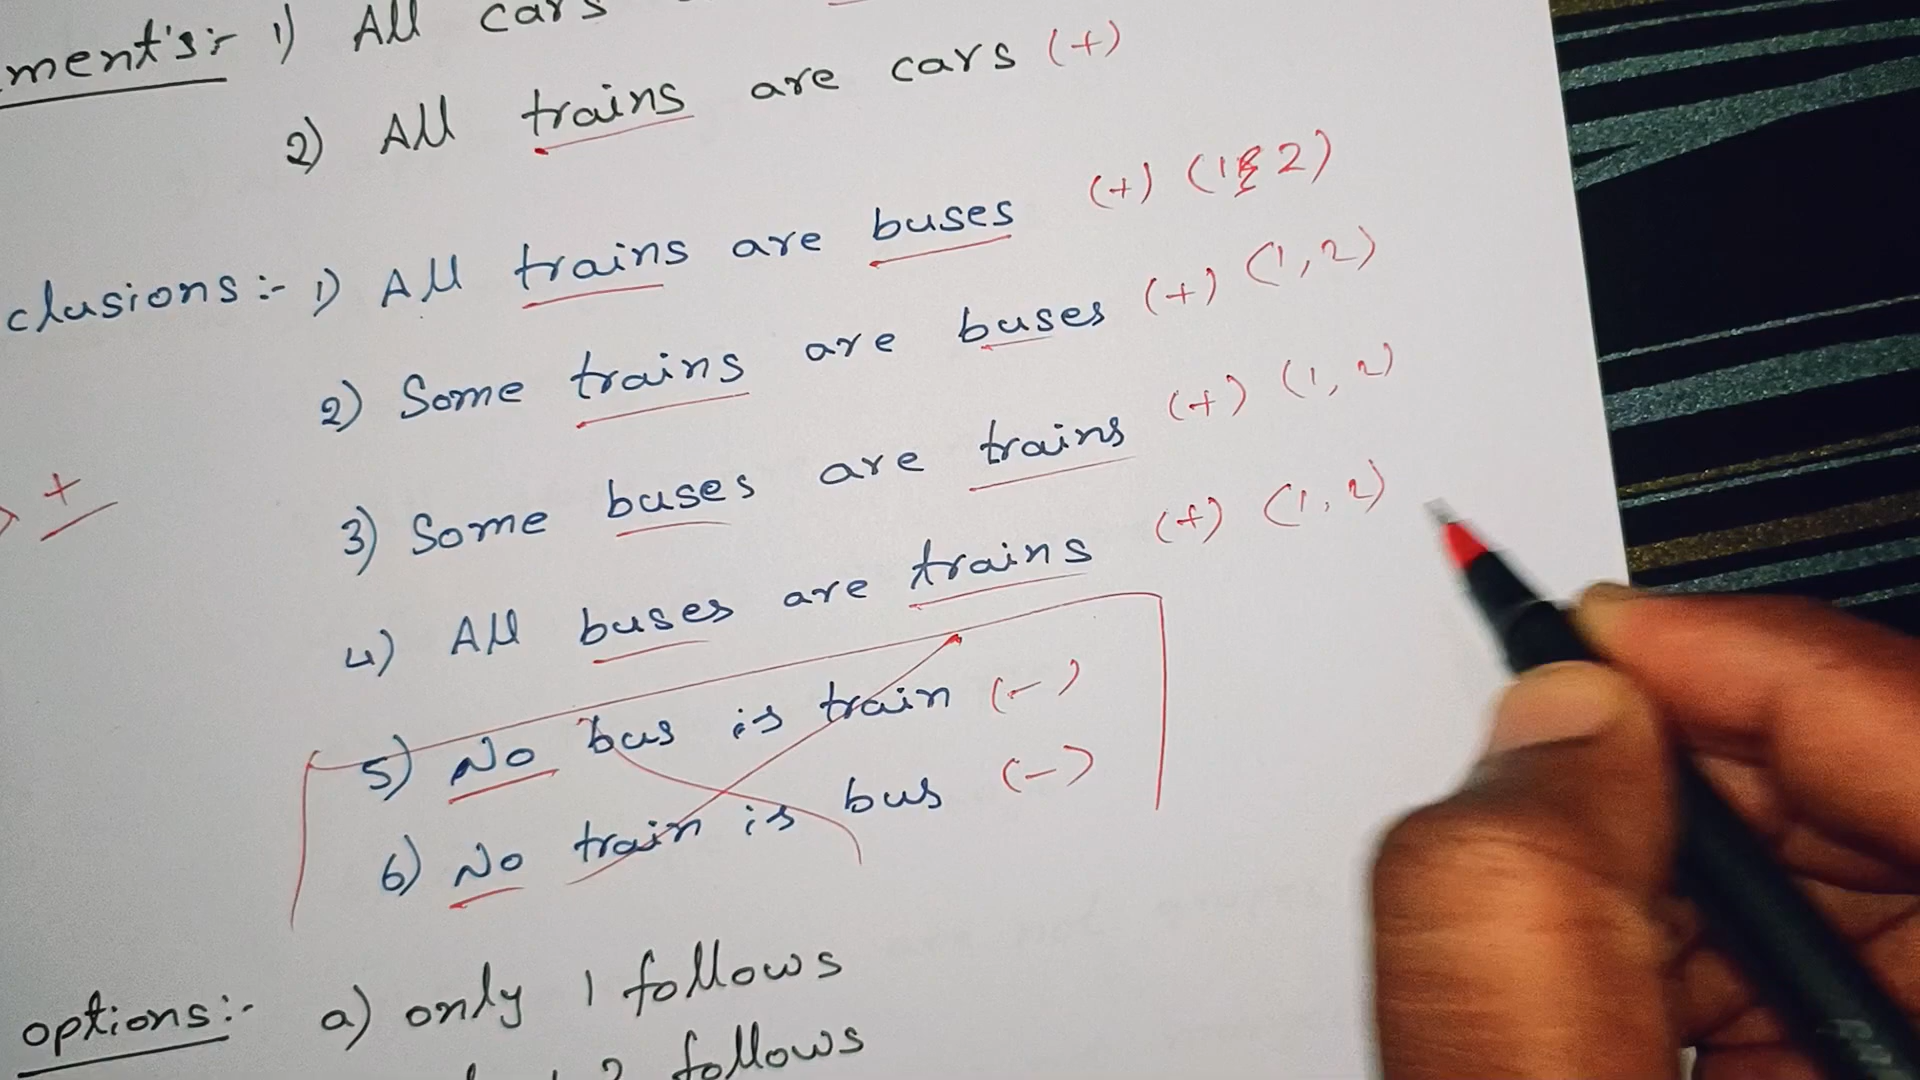 ment's:- 1) All cars
2) All trains are cars (+)
clusions:- 1) All trains are buses (+) (1 & 2)
2) Some trains are buses (+) (1, 2)
3) Some buses are trains (+) (1, 2)
+
4) All buses are trains (+) (1, 2)
5) No bus is train (-)
6) No train is bus (-)
options:- a) only 1 follows
2 follows